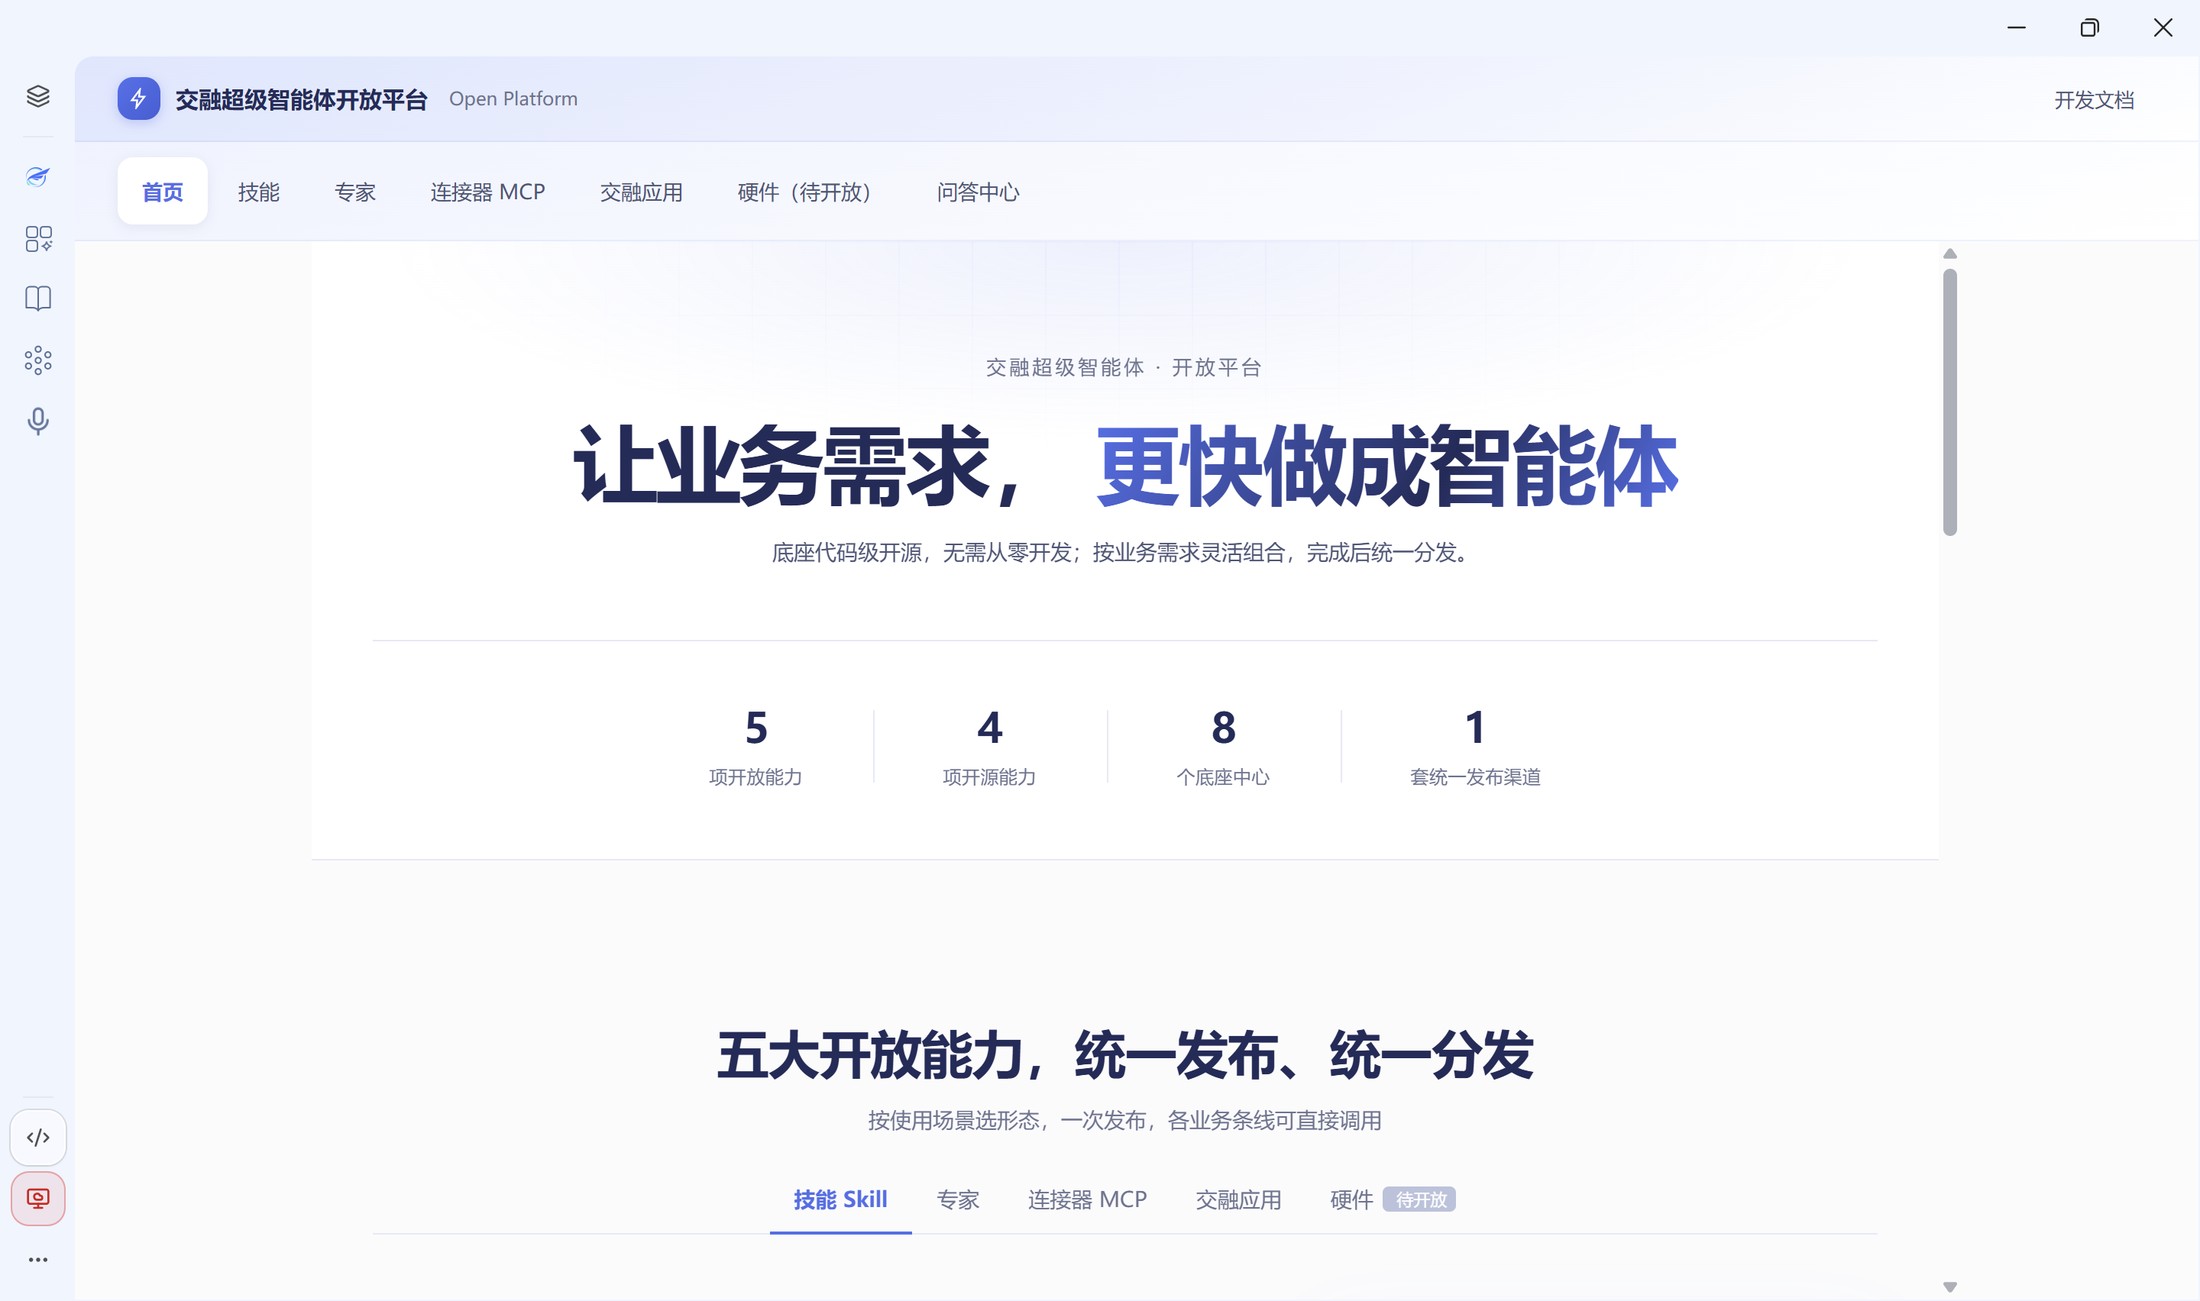 交融超级智能体开放平台 Open Platform
开发文档
首页 技能 专家 连接器 MCP 交融应用 硬件（待开放） 问答中心
交融超级智能体 · 开放平台
让业务需求， 更快做成智能体
底座代码级开源，无需从零开发；按业务需求灵活组合，完成后统一分发。
5 4 8 1
项开放能力 项开源能力 个底座中心 套统一发布渠道
五大开放能力，统一发布、统一分发
按使用场景选形态，一次发布，各业务条线可直接调用
技能 Skill 专家 连接器 MCP 交融应用 硬件 待开放